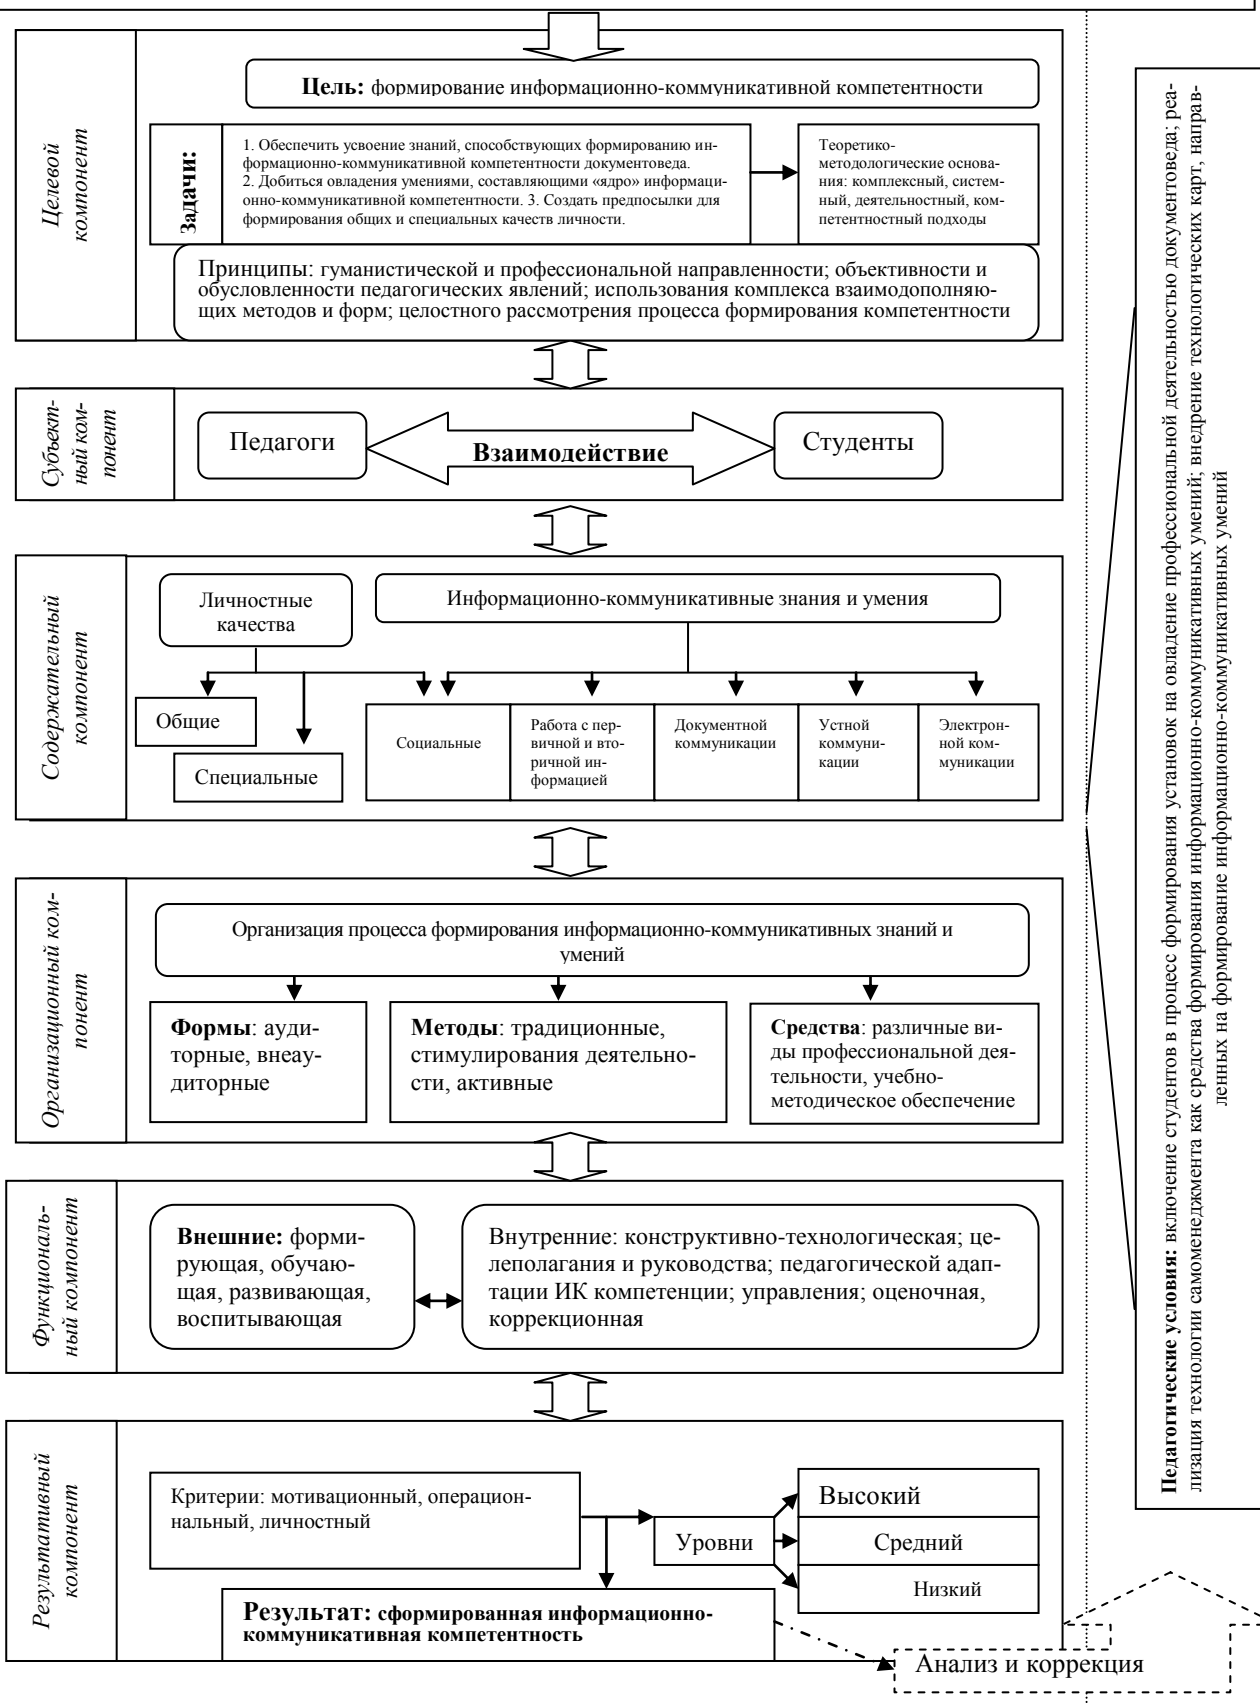 Целевой
компонент
Цель: формирование информационно-коммуникативной компетентности
Задачи:
1. Обеспечить усвоение знаний, способствующих формированию ин-
формационно-коммуникативной компетентности документоведа.
2. Добиться овладения умениями, составляющими «ядро» информаци-
онно-коммуникативной компетентности. 3. Создать предпосылки для
формирования общих и специальных качеств личности.
Теоретико-
методологические основа-
ния: комплексный, систем-
ный, деятельностный, ком-
петентностный подходы
Принципы: гуманистической и профессиональной направленности; объективности и
обусловленности педагогических явлений; использования комплекса взаимодополняю-
щих методов и форм; целостного рассмотрения процесса формирования компетентности
Субъект-
ный ком-
понент
Педагоги
Взаимодействие
Студенты
Содержательный
компонент
Личностные
качества
Информационно-коммуникативные знания и умения
Общие
Специальные
Социальные
Работа с пер-
вичной и вто-
ричной ин-
формацией
Документной
коммуникации
Устной
коммуни-
кации
Электрон-
ной ком-
муникации
Организационный ком-
понент
Организация процесса формирования информационно-коммуникативных знаний и
умений
Формы: ауди-
торные, внеау-
диторные
Методы: традиционные,
стимулирования деятельно-
сти, активные
Средства: различные ви-
ды профессиональной дея-
тельности, учебно-
методическое обеспечение
Функциональ-
ный компонент
Внешние: форми-
рующая, обучаю-
щая, развивающая,
воспитывающая
Внутренние: конструктивно-технологическая; це-
леполагания и руководства; педагогической адап-
тации ИК компетенции; управления; оценочная,
коррекционная
Результативный
компонент
Критерии: мотивационный, операцион-
нальный, личностный
Уровни
Высокий
Средний
Низкий
Результат: сформированная информационно-
коммуникативная компетентность
Анализ и коррекция
Педагогические условия: включение студентов в процесс формирования установок на овладение профессиональной деятельностью документоведа; реа-
лизация технологии самоменеджмента как средства формирования информационно-коммуникативных умений; внедрение технологических карт, направ-
ленных на формирование информационно-коммуникативных умений